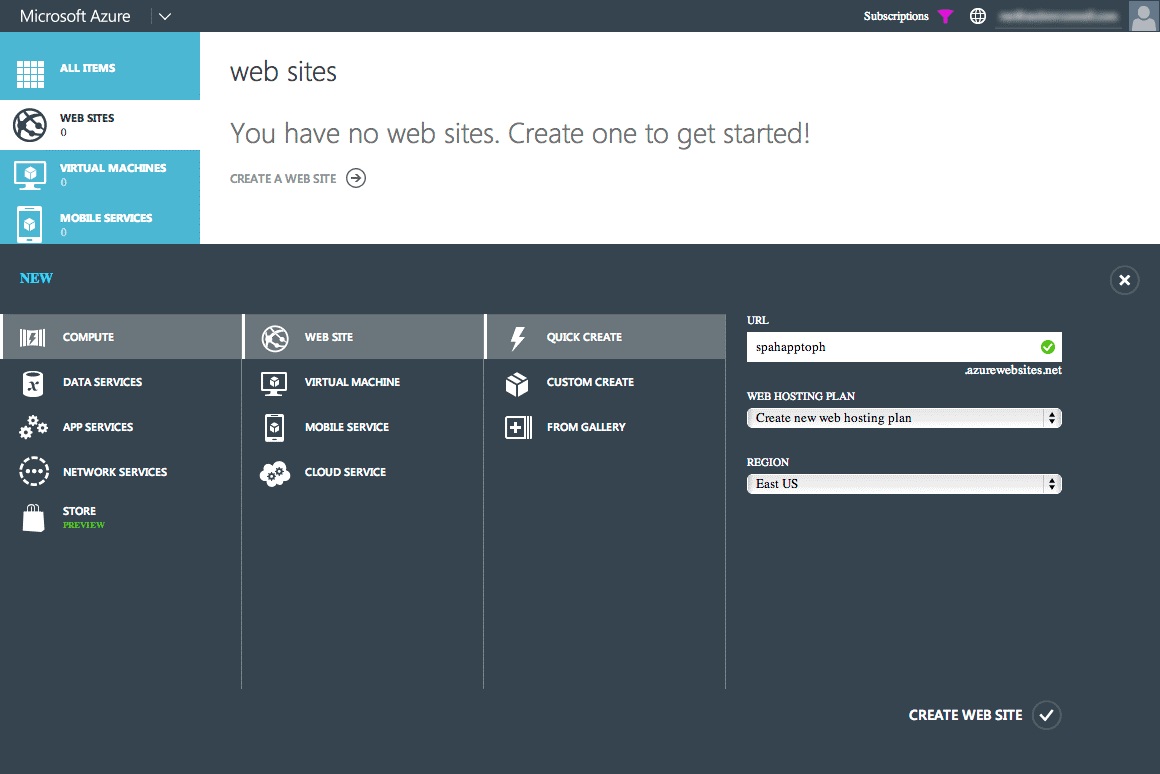 Microsoft Azure
Subscriptions
ALL ITEMS
WEB SITES
0
VIRTUAL MACHINES
0
MOBILE SERVICES
0
web sites
You have no web sites. Create one to get started!
CREATE A WEB SITE
NEW
COMPUTE
DATA SERVICES
APP SERVICES
NETWORK SERVICES
STORE
PREVIEW
WEB SITE
VIRTUAL MACHINE
MOBILE SERVICE
CLOUD SERVICE
QUICK CREATE
CUSTOM CREATE
FROM GALLERY
URL
spahapptoph
.azurewebsites.net
WEB HOSTING PLAN
Create new web hosting plan
REGION
East US
CREATE WEB SITE